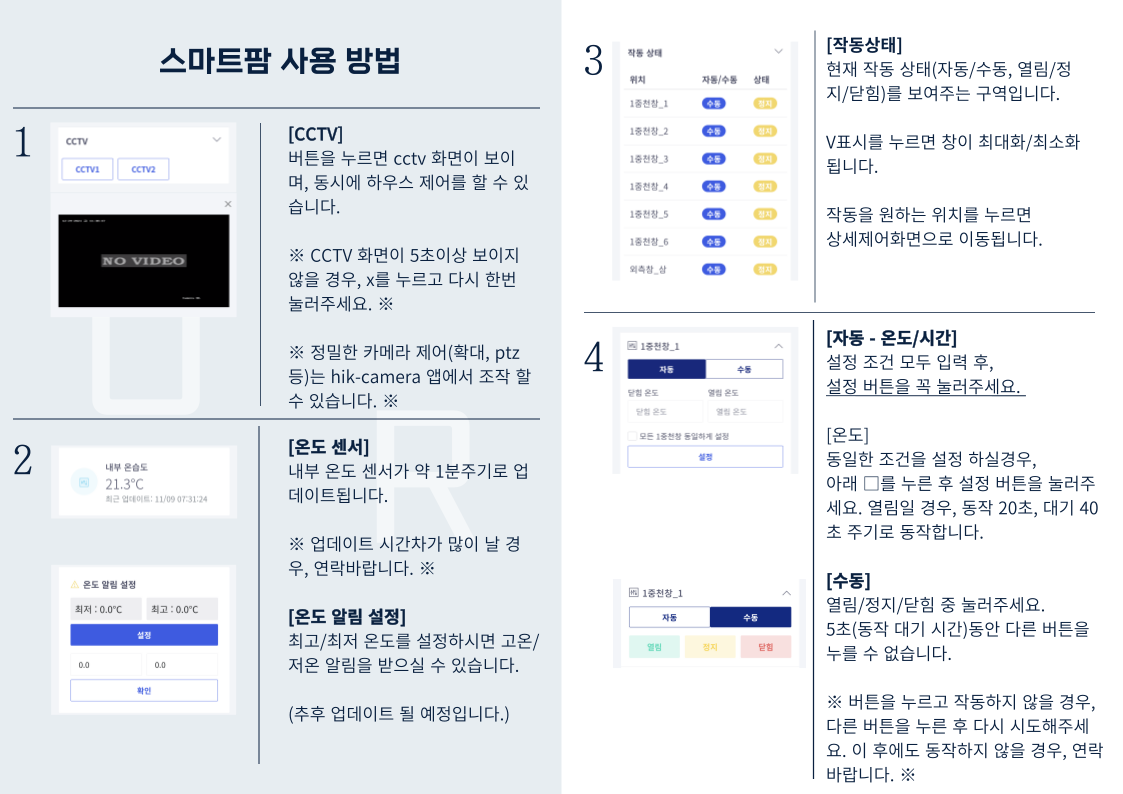 스마트팜 사용 방법
1
CCTV
CCTV1 CCTV2
NO VIDEO
[CCTV]
버튼을 누르면 cctv 화면이 보이
며, 동시에 하우스 제어를 할 수 있
습니다.
※ CCTV 화면이 5초이상 보이지
않을 경우, x를 누르고 다시 한번
눌러주세요. ※
※ 정밀한 카메라 제어(확대, ptz
등)는 hik-camera 앱에서 조작 할
수 있습니다. ※
2
내부 온습도
21.3°C
최근 업데이트: 11/09 07:31:24
⚠ 온도 알림 설정
최저 : 0.0°C 최고 : 0.0°C
설정
0.0 0.0
확인
R
[온도 센서]
내부 온도 센서가 약 1분주기로 업
데이트됩니다.
※ 업데이트 시간차가 많이 날 경
우, 연락바랍니다. ※
[온도 알림 설정]
최고/최저 온도를 설정하시면 고온/
저온 알림을 받으실 수 있습니다.
(추후 업데이트 될 예정입니다.)
3
작동 상태
위치 자동/수동 상태
1중천창_1 수동 정지
1중천창_2 수동 정지
1중천창_3 수동 정지
1중천창_4 수동 정지
1중천창_5 수동 정지
1중천창_6 수동 정지
외측창_상 수동 정지
[작동상태]
현재 작동 상태(자동/수동, 열림/정
지/닫힘)를 보여주는 구역입니다.
V표시를 누르면 창이 최대화/최소화
됩니다.
작동을 원하는 위치를 누르면
상세제어화면으로 이동됩니다.
4
1중천창_1
자동 수동
닫힘 온도 열림 온도
닫힘 온도 열림 온도
모든 1중천창 동일하게 설정
설정
1중천창_1
자동 수동
열림 정지 닫힘
[자동 - 온도/시간]
설정 조건 모두 입력 후,
설정 버튼을 꼭 눌러주세요.
[온도]
동일한 조건을 설정 하실경우,
아래 □를 누른 후 설정 버튼을 눌러주
세요. 열림일 경우, 동작 20초, 대기 40
초 주기로 동작합니다.
[수동]
열림/정지/닫힘 중 눌러주세요.
5초(동작 대기 시간)동안 다른 버튼을
누를 수 없습니다.
※ 버튼을 누르고 작동하지 않을 경우,
다른 버튼을 누른 후 다시 시도해주세
요. 이 후에도 동작하지 않을 경우, 연락
바랍니다. ※